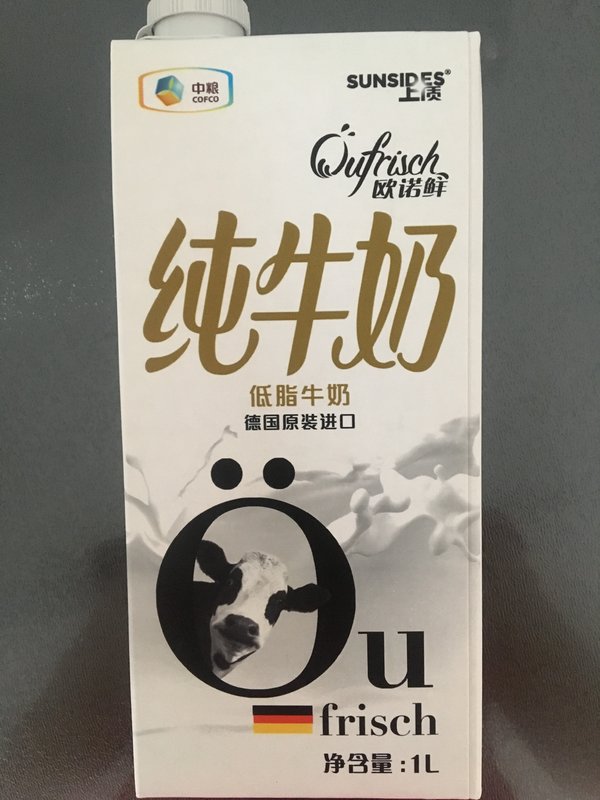 中粮
COFCO
SUNSIDES®
上质
Öufrisch
欧诺鲜
纯牛奶
低脂牛奶
德国原装进口
Öu
frisch
净含量:1L